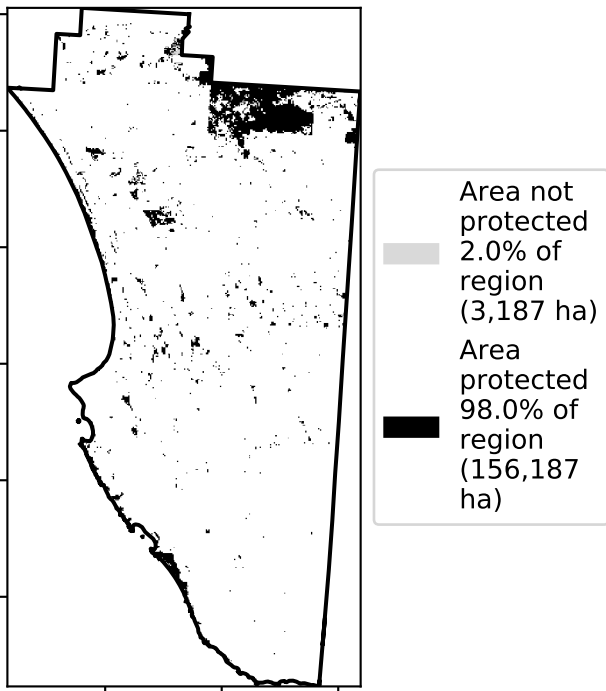 Area not
protected
2.0% of
region
(3,187 ha)
Area
protected
98.0% of
region
(156,187
ha)